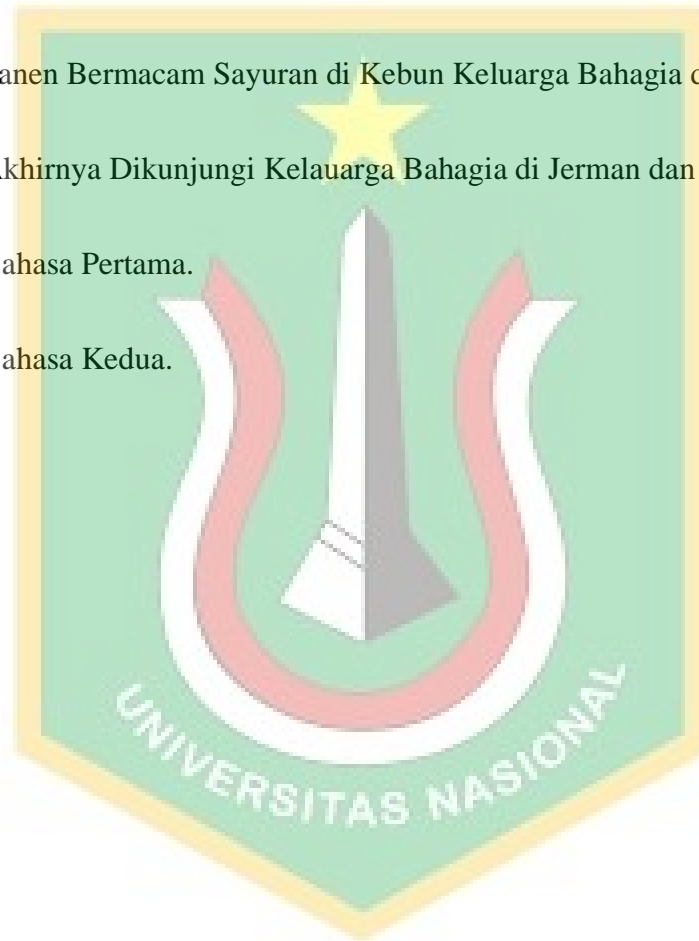 anen Bermacam Sayuran di Kebun Keluarga Bahagia d
Akhirnya Dikunjungi Kelauarga Bahagia di Jerman dan
ahasa Pertama.
ahasa Kedua.
UNIVERSITAS NASIONAL